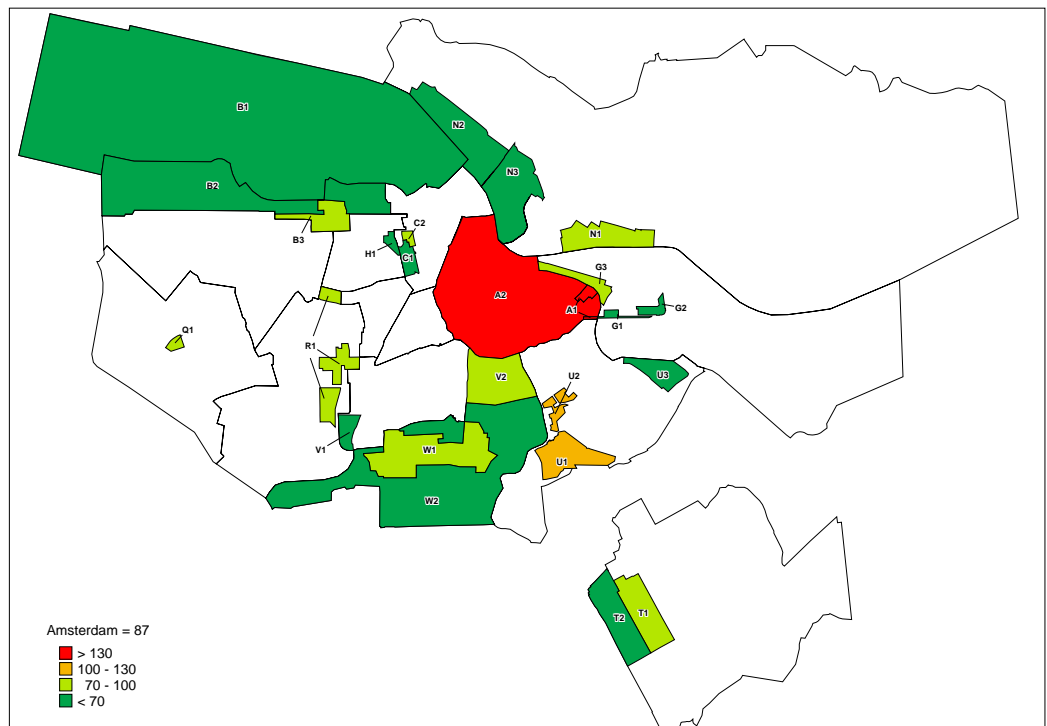 B1
N2
N3
B2
B3
C2
H1
C1
N1
G3
A2
A1
G2
G1
Q1
R1
V2
U3
U2
V1
W1
U1
W2
T2
T1
Amsterdam = 87
> 130
100 - 130
70 - 100
< 70